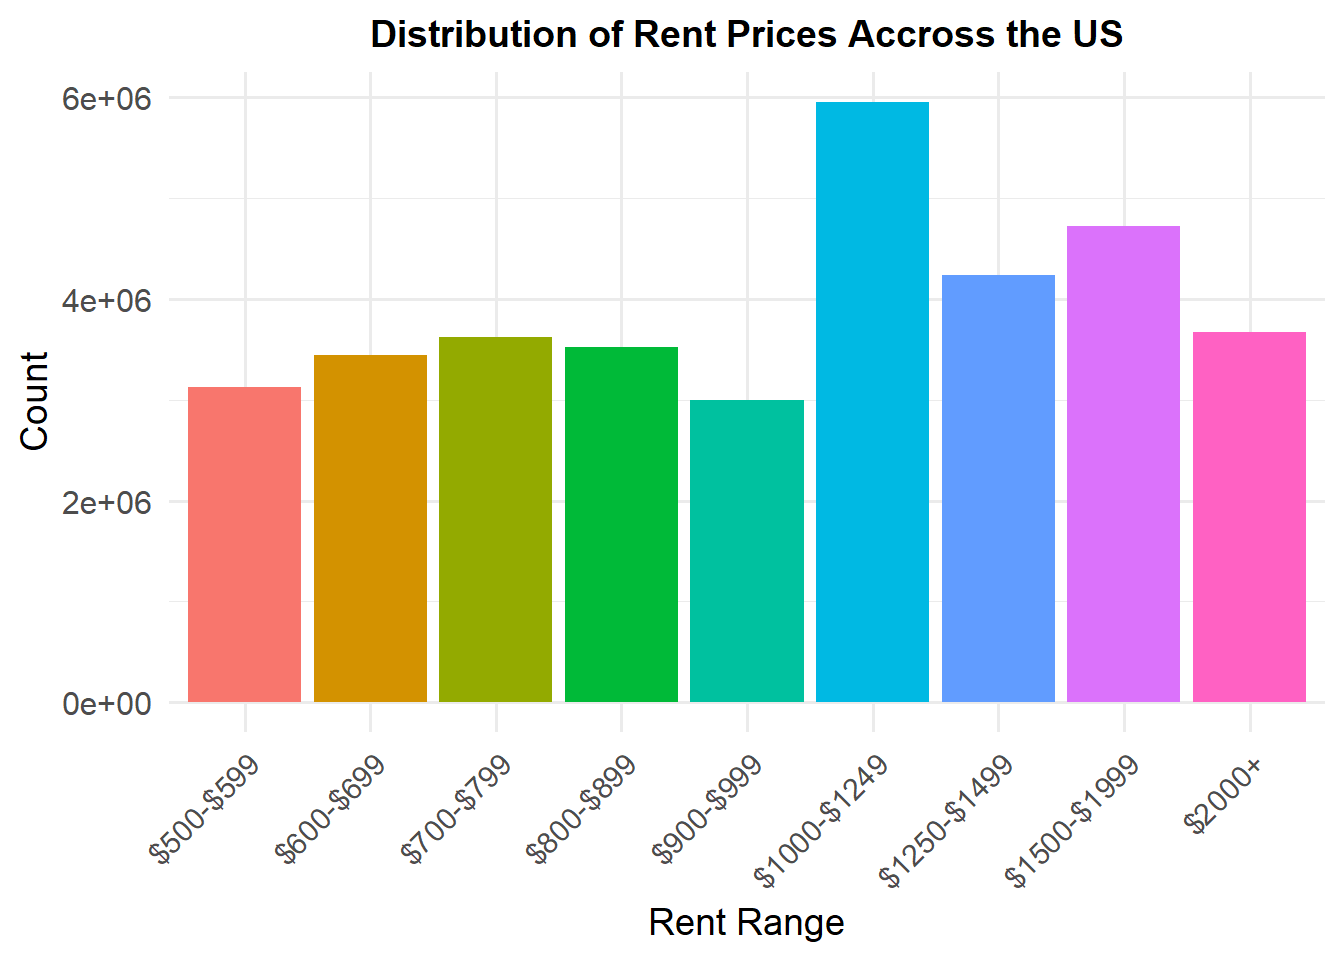 Distribution of Rent Prices Accross the US
6e+06
4e+06
2e+06
0e+00
Count
$500-$599
$600-$699
$700-$799
$800-$899
$900-$999
$1000-$1249
$1250-$1499
$1500-$1999
$2000+
Rent Range